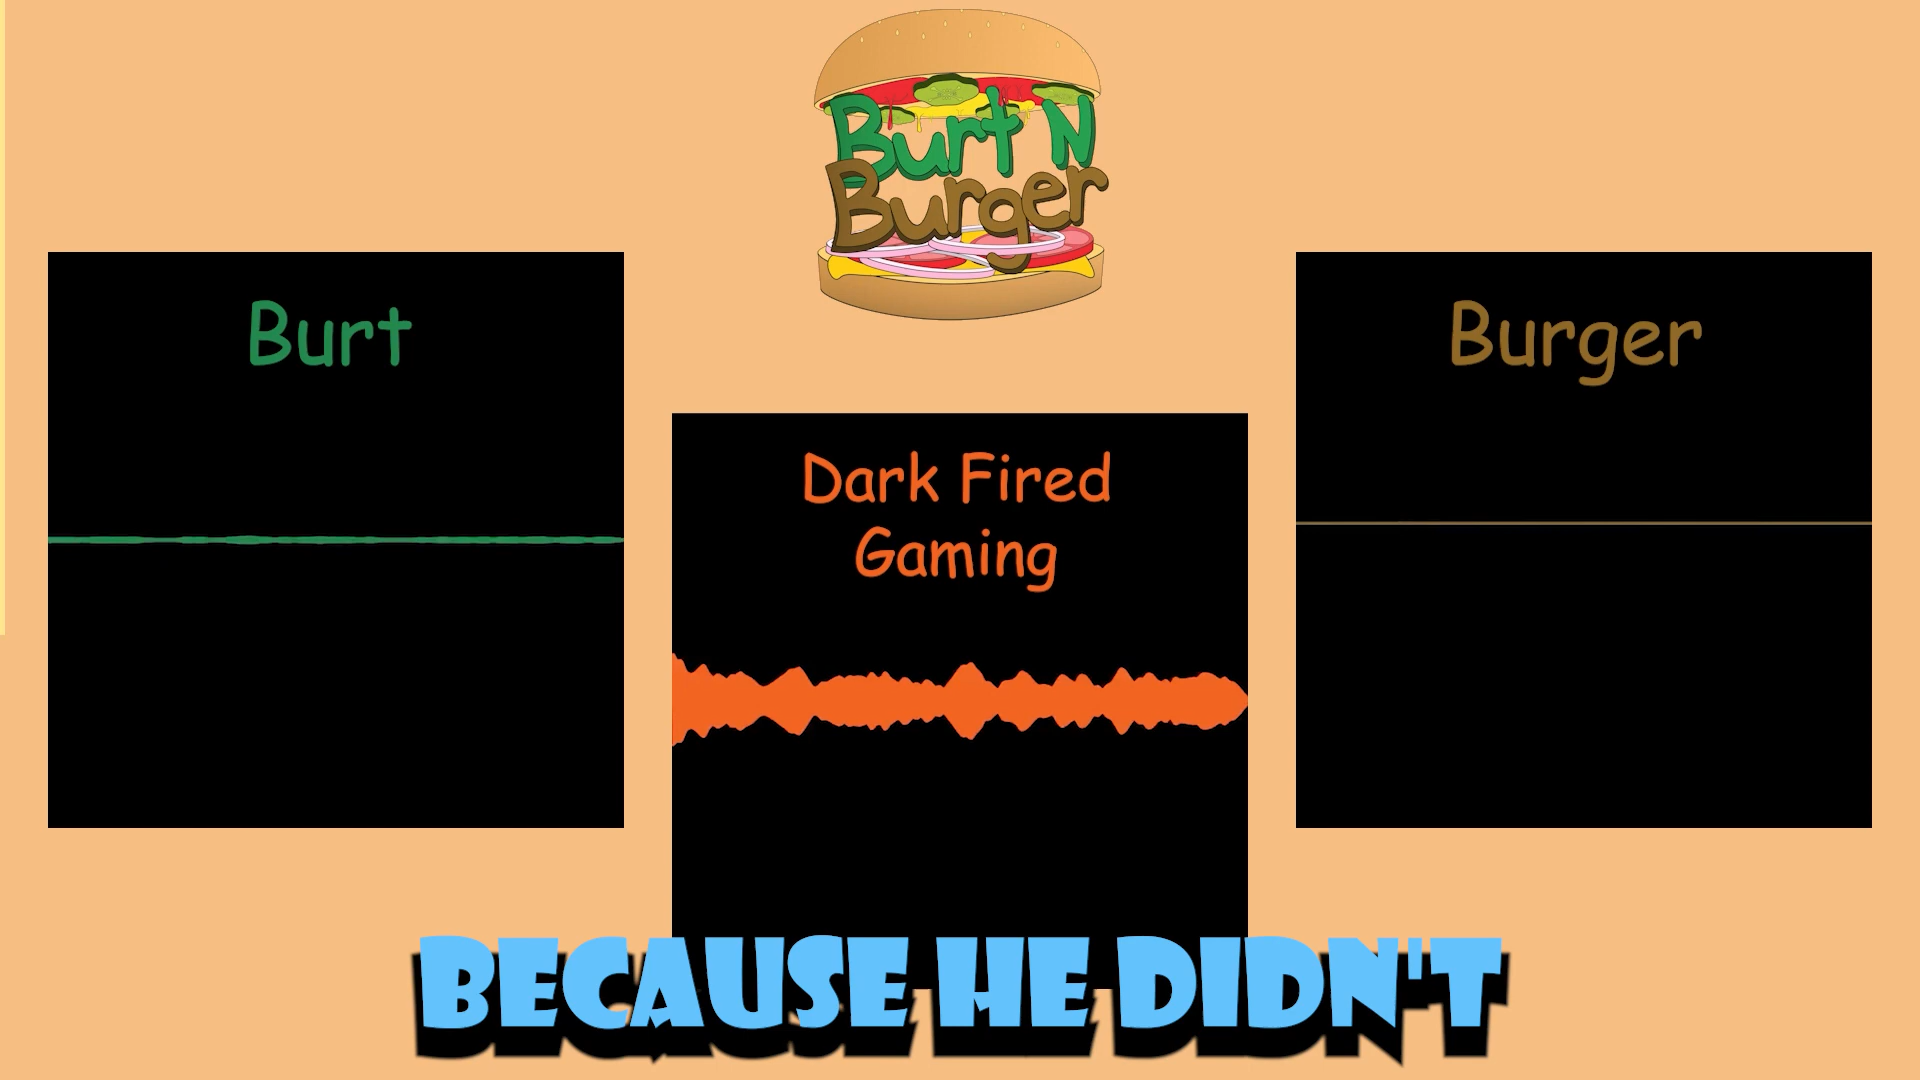 Burt N
Burger
Burt
Burger
Dark Fired
Gaming
BECAUSE HE DIDN'T